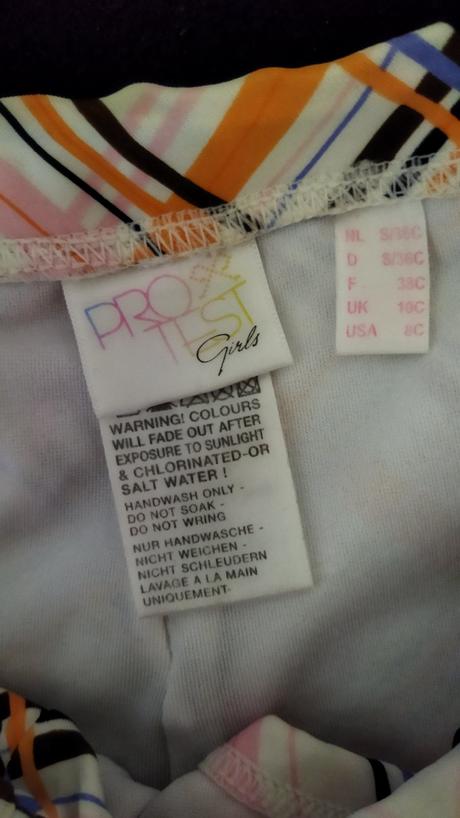 PRO
TEST
Girls
NL S/36C
D S/36C
F 38C
UK 10C
USA 8C
WARNING! COLOURS
WILL FADE OUT AFTER
EXPOSURE TO SUNLIGHT
& CHLORINATED-OR
SALT WATER !
HANDWASH ONLY -
DO NOT SOAK -
DO NOT WRING
NUR HANDWASCHE -
NICHT WEICHEN -
NICHT SCHLEUDERN
LAVAGE A LA MAIN
UNIQUEMENT-